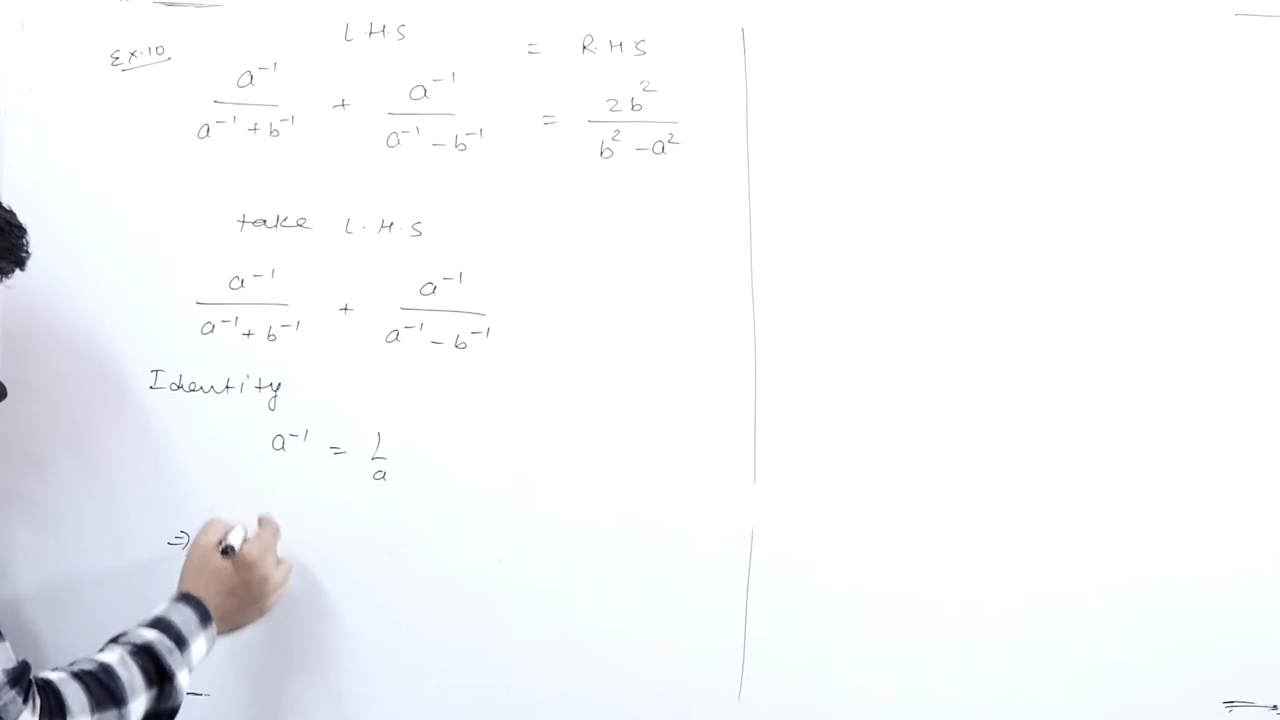 L.H.S = R.H.S
Ex.10
a⁻¹/(a⁻¹+b⁻¹) + a⁻¹/(a⁻¹-b⁻¹) = 2b²/(b²-a²)
take L.H.S
a⁻¹/(a⁻¹+b⁻¹) + a⁻¹/(a⁻¹-b⁻¹)
Identity
a⁻¹ = 1/a
⇒